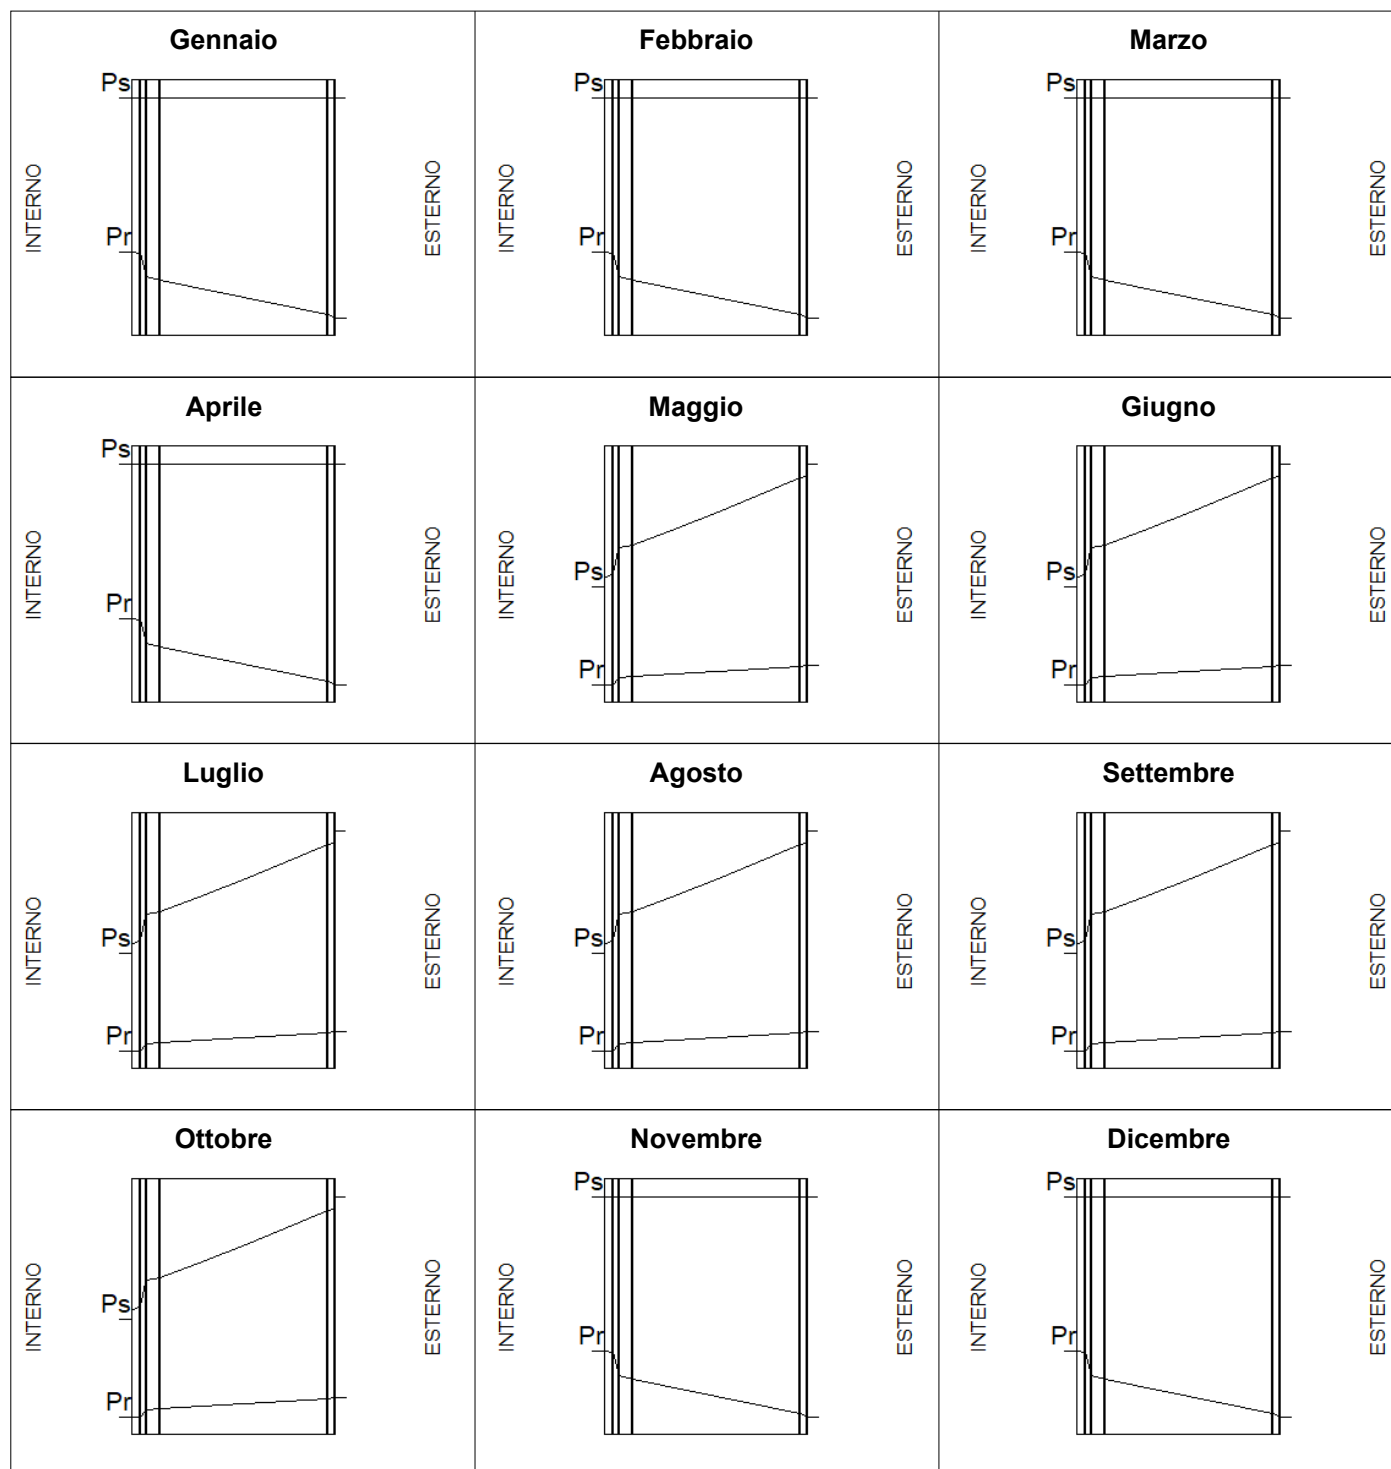 Gennaio
Febbraio
Marzo
Ps
Ps
Ps
INTERNO
ESTERNO
INTERNO
ESTERNO
INTERNO
ESTERNO
Pr
Pr
Pr
Aprile
Maggio
Giugno
Ps
INTERNO
ESTERNO
INTERNO
ESTERNO
INTERNO
ESTERNO
Ps
Ps
Pr
Pr
Pr
Luglio
Agosto
Settembre
INTERNO
ESTERNO
INTERNO
ESTERNO
INTERNO
ESTERNO
Ps
Ps
Ps
Pr
Pr
Pr
Ottobre
Novembre
Dicembre
Ps
Ps
INTERNO
ESTERNO
INTERNO
ESTERNO
INTERNO
ESTERNO
Ps
Pr
Pr
Pr